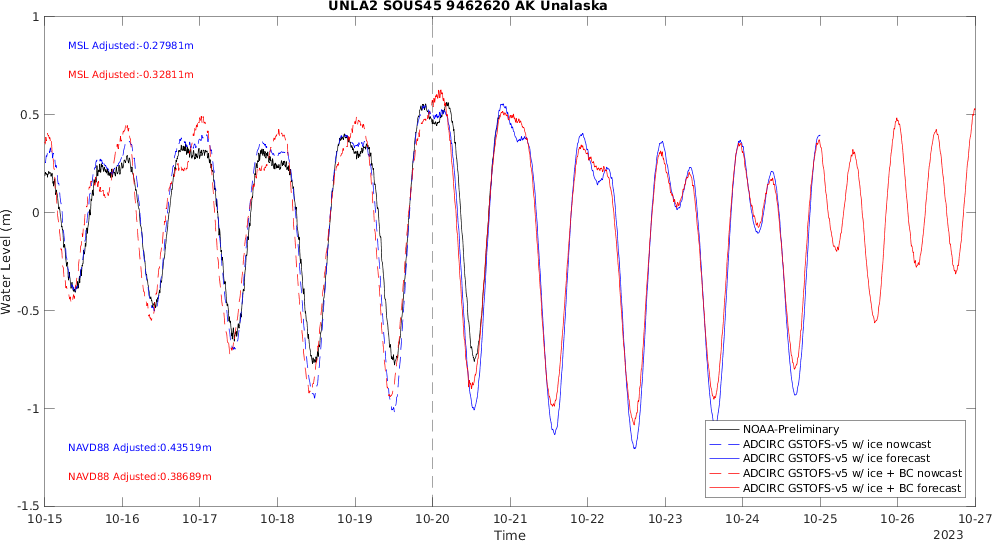 UNLA2 SOUS45 9462620 AK Unalaska
1
MSL Adjusted:-0.27981m
MSL Adjusted:-0.32811m
0.5
0
Water Level (m)
-0.5
-1
NOAA-Preliminary
NAVD88 Adjusted:0.43519m
ADCIRC GSTOFS-v5 w/ ice nowcast
ADCIRC GSTOFS-v5 w/ ice forecast
NAVD88 Adjusted:0.38689m
ADCIRC GSTOFS-v5 w/ ice + BC nowcast
ADCIRC GSTOFS-v5 w/ ice + BC forecast
-1.5
10-15 10-16 10-17 10-18 10-19 10-20 10-21 10-22 10-23 10-24 10-25 10-26 10-27
Time
2023